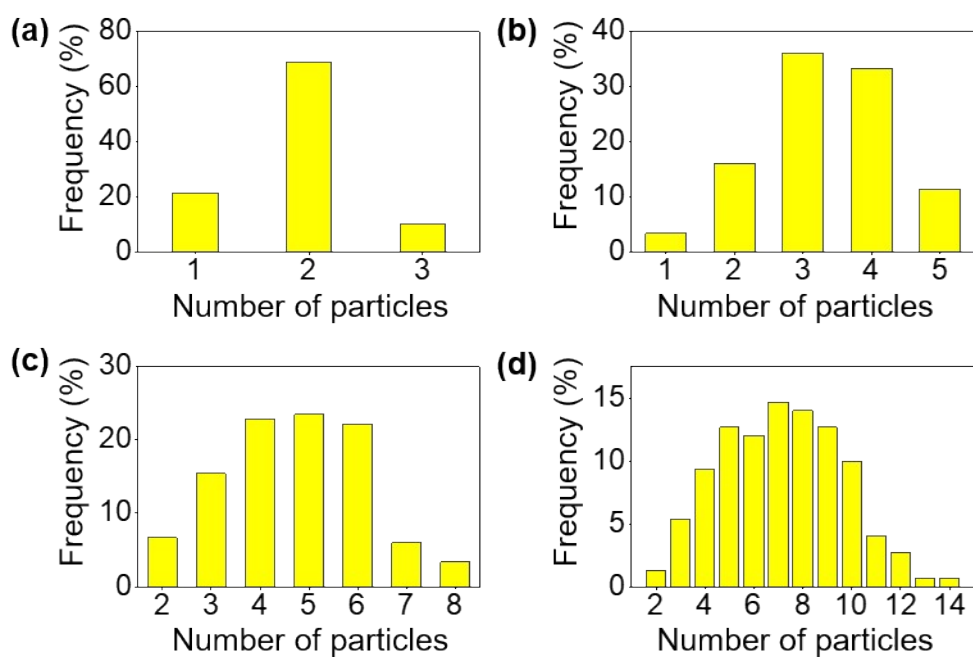 (a)
Frequency (%)
80
60
40
20
0
1 2 3
Number of particles
(b)
Frequency (%)
40
30
20
10
0
1 2 3 4 5
Number of particles
(c)
Frequency (%)
30
20
10
0
2 3 4 5 6 7 8
Number of particles
(d)
Frequency (%)
15
10
5
0
2 4 6 8 10 12 14
Number of particles